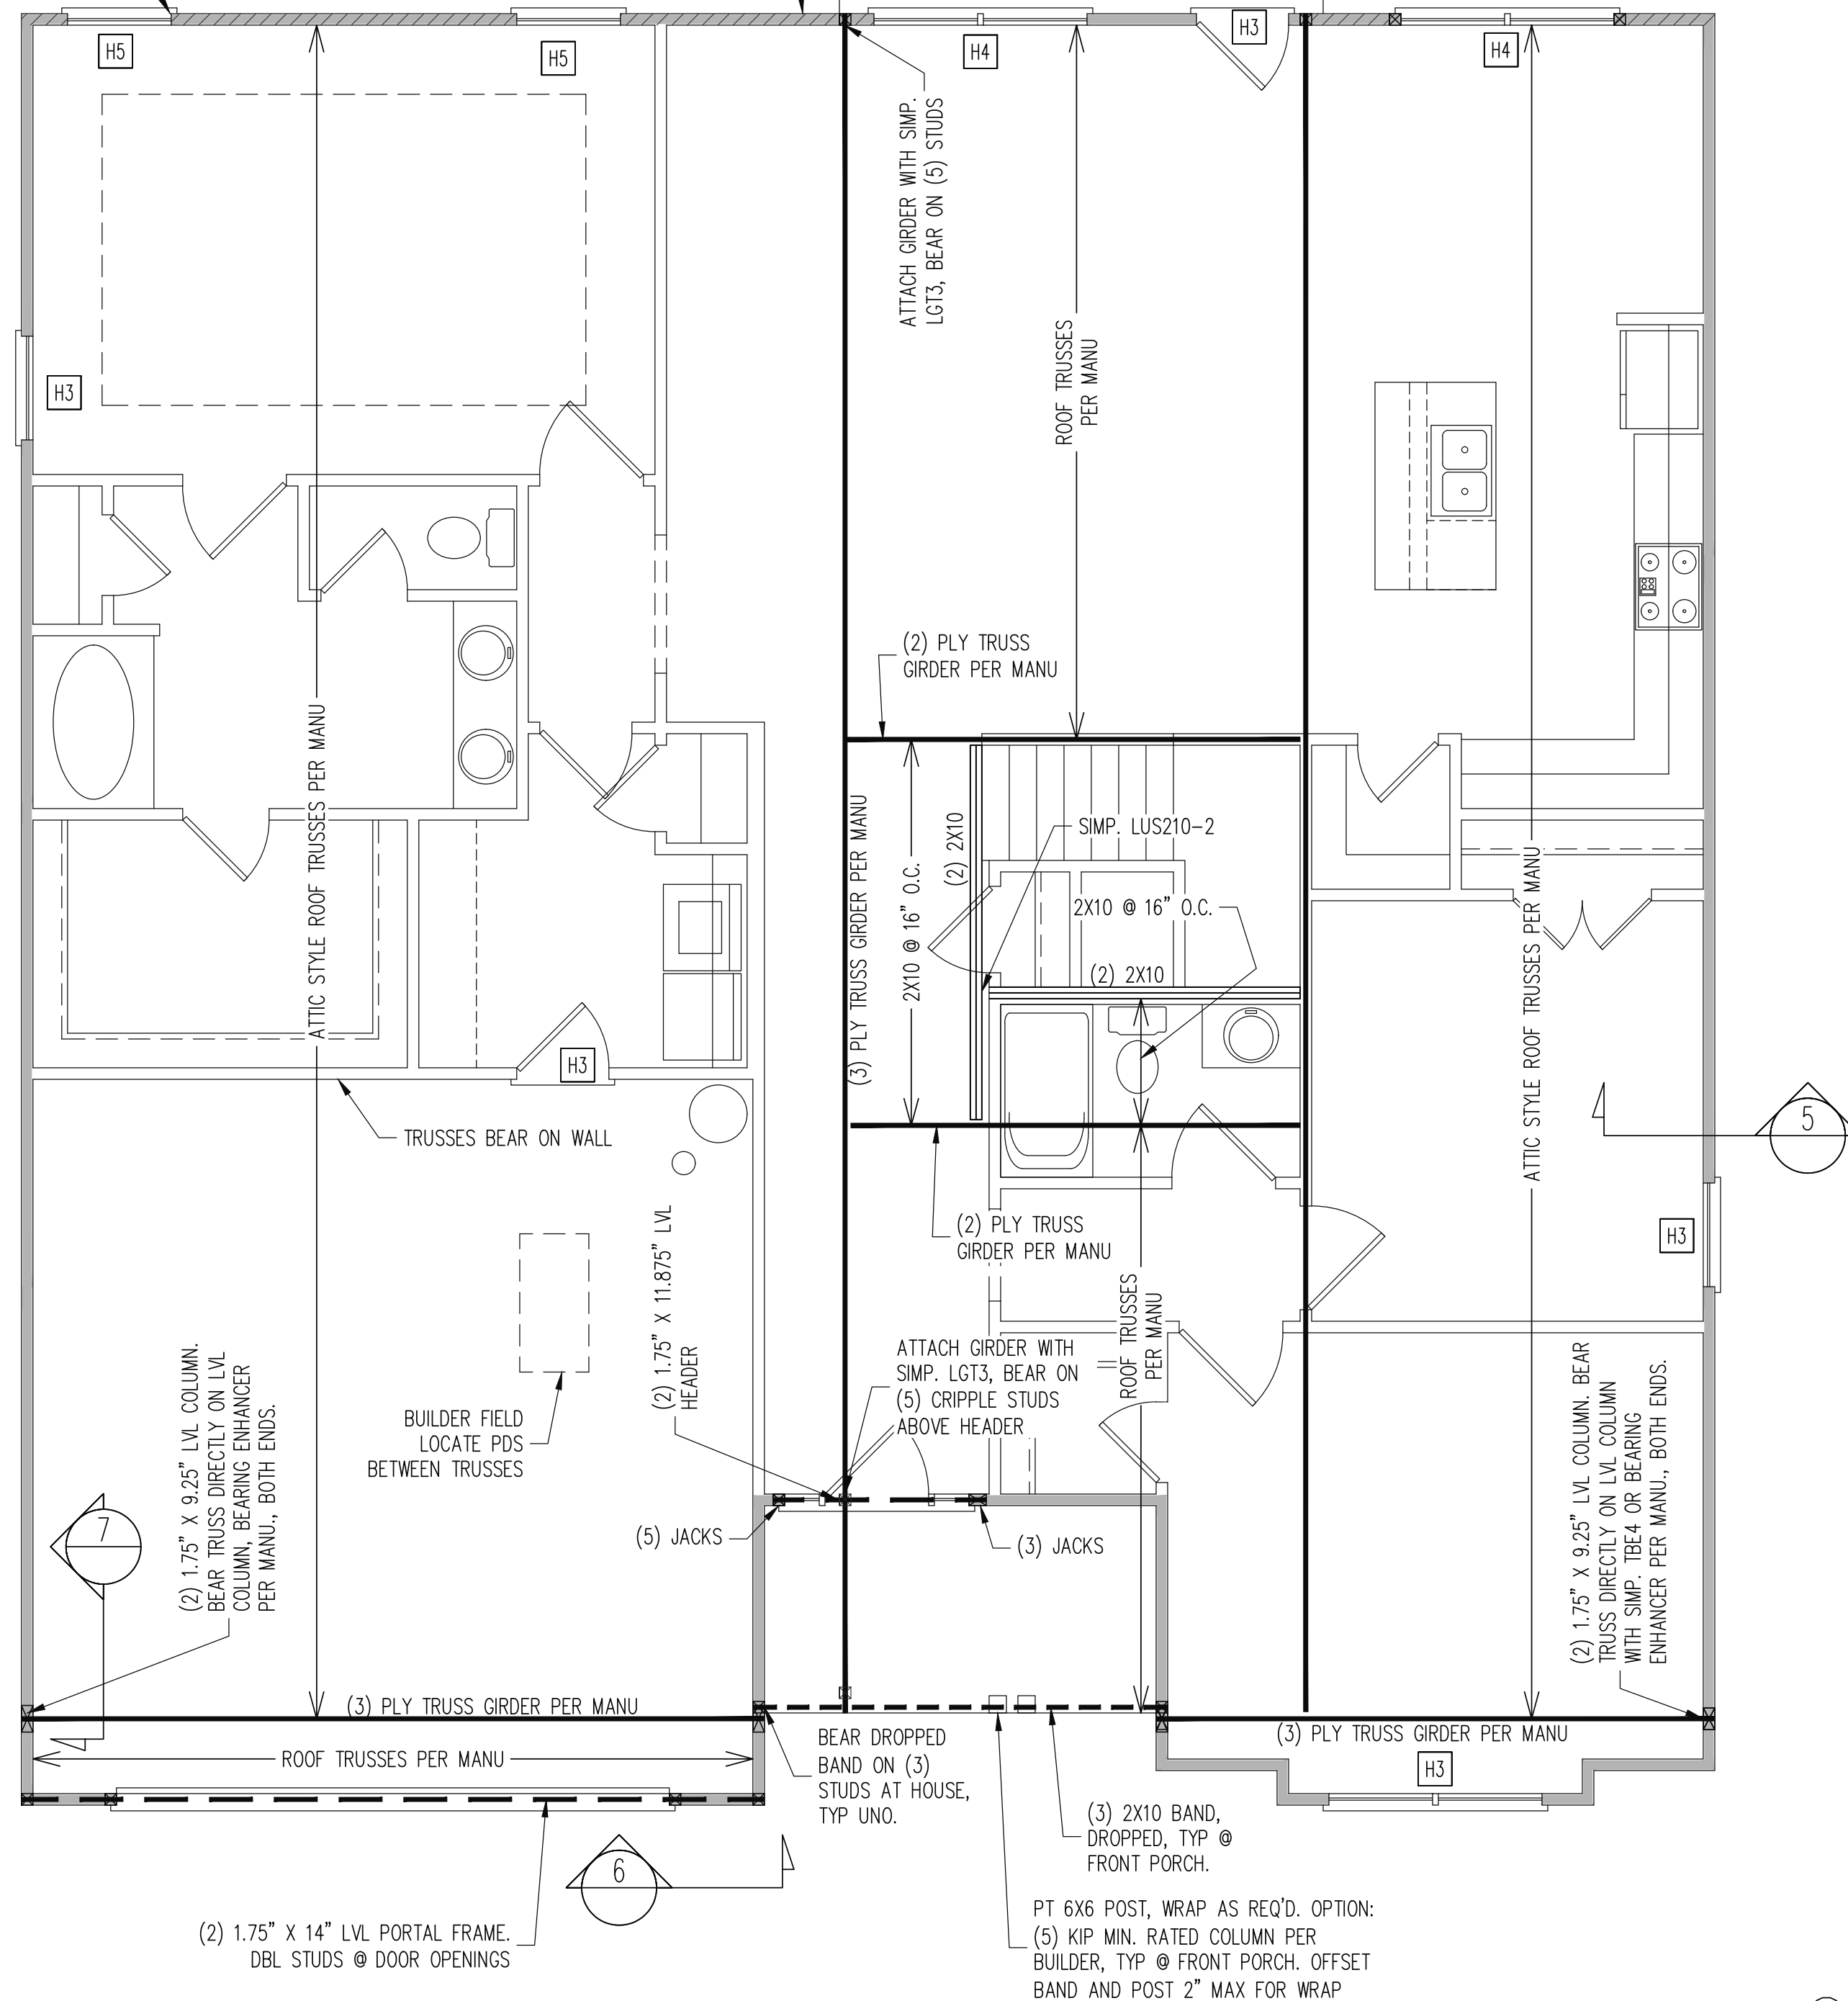 H5
H5
H4
H3
H4
ATTACH GIRDER WITH SIMP.
LGT3, BEAR ON (5) STUDS
ROOF TRUSSES
PER MANU
H3
(2) PLY TRUSS
GIRDER PER MANU
ATTIC STYLE ROOF TRUSSES PER MANU
(3) PLY TRUSS GIRDER PER MANU
2X10 @ 16" O.C.
(2) 2X10
SIMP. LUS210-2
2X10 @ 16" O.C.
(2) 2X10
ATTIC STYLE ROOF TRUSSES PER MANU
H3
TRUSSES BEAR ON WALL
5
(2) PLY TRUSS
GIRDER PER MANU
H3
(2) 1.75" X 11.875" LVL
HEADER
ROOF TRUSSES
PER MANU
ATTACH GIRDER WITH
SIMP. LGT3, BEAR ON
(5) CRIPPLE STUDS
ABOVE HEADER
BUILDER FIELD
LOCATE PDS
BETWEEN TRUSSES
(2) 1.75" X 9.25" LVL COLUMN.
BEAR TRUSS DIRECTLY ON LVL
COLUMN, BEARING ENHANCER
PER MANU., BOTH ENDS.
(2) 1.75" X 9.25" LVL COLUMN. BEAR
TRUSS DIRECTLY ON LVL COLUMN
WITH SIMP. TBE4 OR BEARING
ENHANCER PER MANU., BOTH ENDS.
7
(5) JACKS
(3) JACKS
(3) PLY TRUSS GIRDER PER MANU
(3) PLY TRUSS GIRDER PER MANU
ROOF TRUSSES PER MANU
H3
BEAR DROPPED
BAND ON (3)
STUDS AT HOUSE,
TYP UNO.
(3) 2X10 BAND,
DROPPED, TYP @
FRONT PORCH.
6
(2) 1.75" X 14" LVL PORTAL FRAME.
DBL STUDS @ DOOR OPENINGS
PT 6X6 POST, WRAP AS REQ'D. OPTION:
(5) KIP MIN. RATED COLUMN PER
BUILDER, TYP @ FRONT PORCH. OFFSET
BAND AND POST 2" MAX FOR WRAP